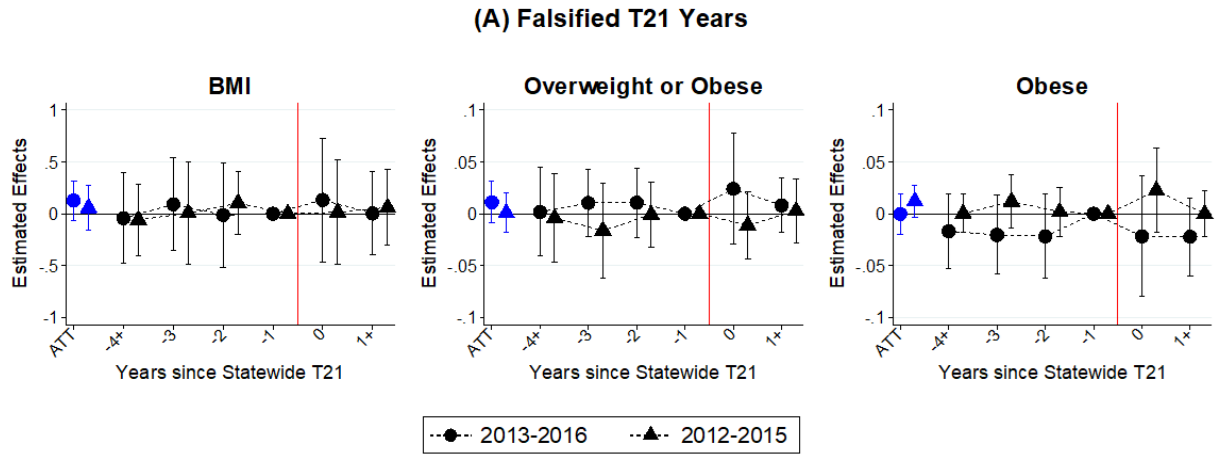 (A) Falsified T21 Years
BMI
Estimated Effects
1
.5
0
-.5
-1
ATT
-4+
-3
-2
-1
0
1+
Years since Statewide T21
Overweight or Obese
Estimated Effects
.1
.05
0
-.05
-.1
ATT
-4+
-3
-2
-1
0
1+
Years since Statewide T21
Obese
Estimated Effects
.1
.05
0
-.05
-.1
ATT
-4+
-3
-2
-1
0
1+
Years since Statewide T21
2013-2016
2012-2015